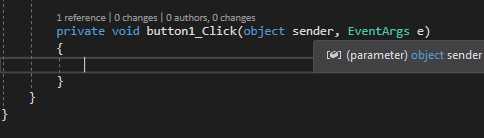 1 reference | 0 changes | 0 authors, 0 changes
private void button1_Click(object sender, EventArgs e)
{
(parameter) object sender
}
}
}